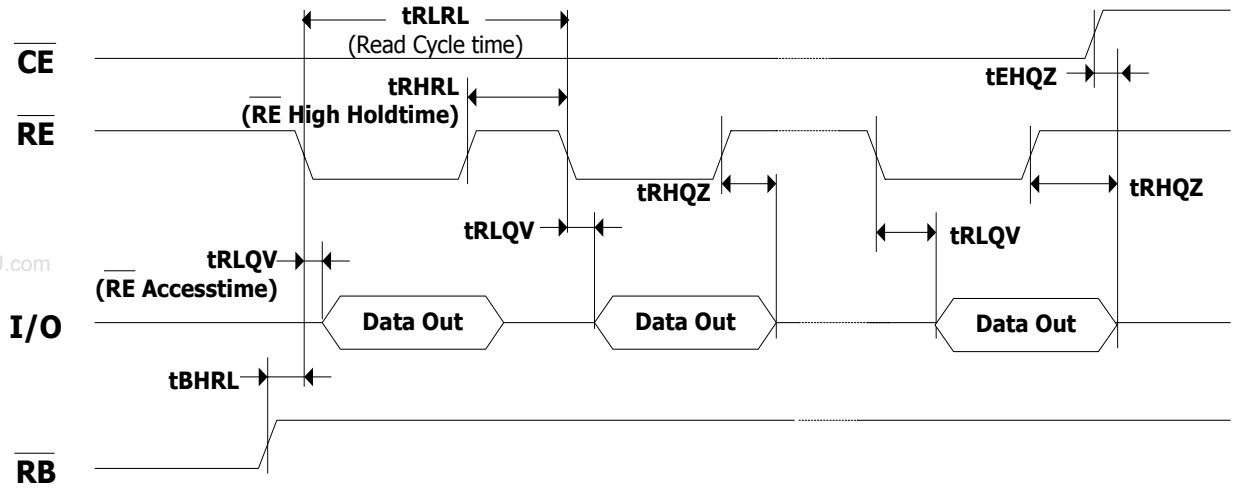 tRLRL
(Read Cycle time)
CE
tEHQZ
tRHRL
(RE High Holdtime)
RE
tRHQZ
tRHQZ
tRLQV
tRLQV
tRLQV
(RE Accesstime)
.com
I/O
Data Out
Data Out
Data Out
tBHRL
RB